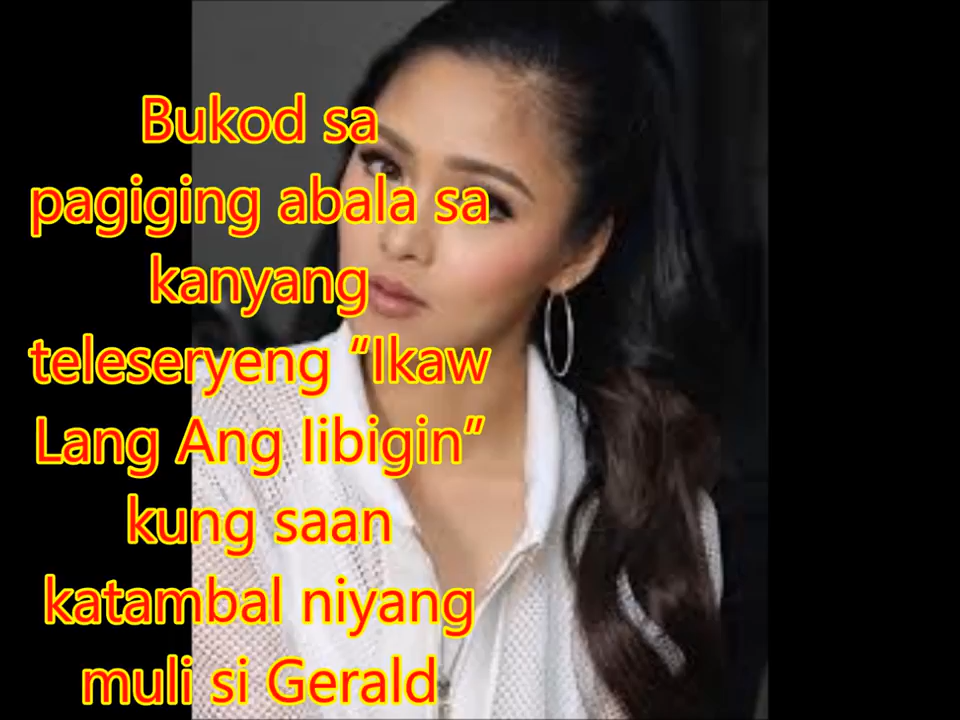 Bukod sa
pagiging abala sa
kanyang
teleseryeng “Ikaw
Lang Ang Iibigin”
kung saan
katambal niyang
muli si Gerald